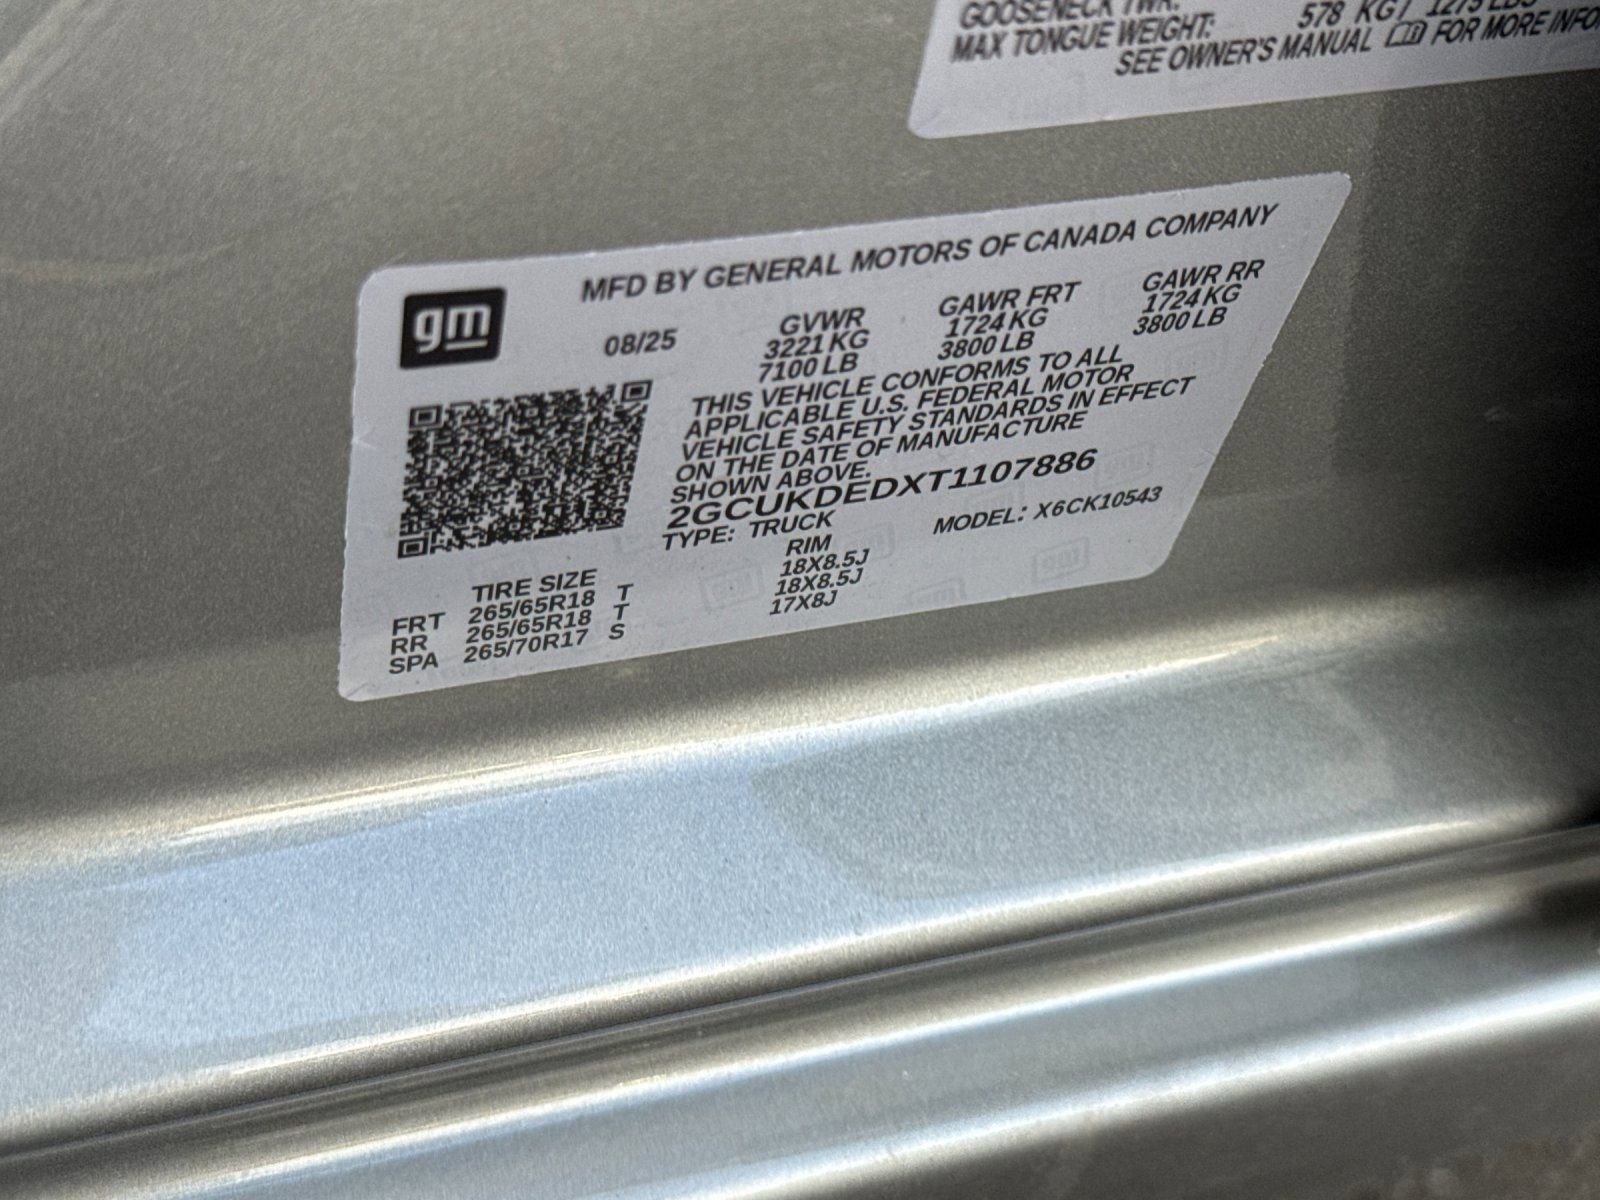 GOOSENECK TWR:
MAX TONGUE WEIGHT: 578 KG / 1275 LBS
SEE OWNER'S MANUAL FOR MORE INFO
gm
MFD BY GENERAL MOTORS OF CANADA COMPANY
08/25
GVWR GAWR FRT GAWR RR
3221 KG 1724 KG 1724 KG
7100 LB 3800 LB 3800 LB
THIS VEHICLE CONFORMS TO ALL
APPLICABLE U.S. FEDERAL MOTOR
VEHICLE SAFETY STANDARDS IN EFFECT
ON THE DATE OF MANUFACTURE
SHOWN ABOVE.
2GCUKDEDXT1107886
TYPE: TRUCK MODEL: X6CK10543
TIRE SIZE RIM
FRT 265/65R18 T 18X8.5J
RR 265/65R18 T 18X8.5J
SPA 265/70R17 S 17X8J